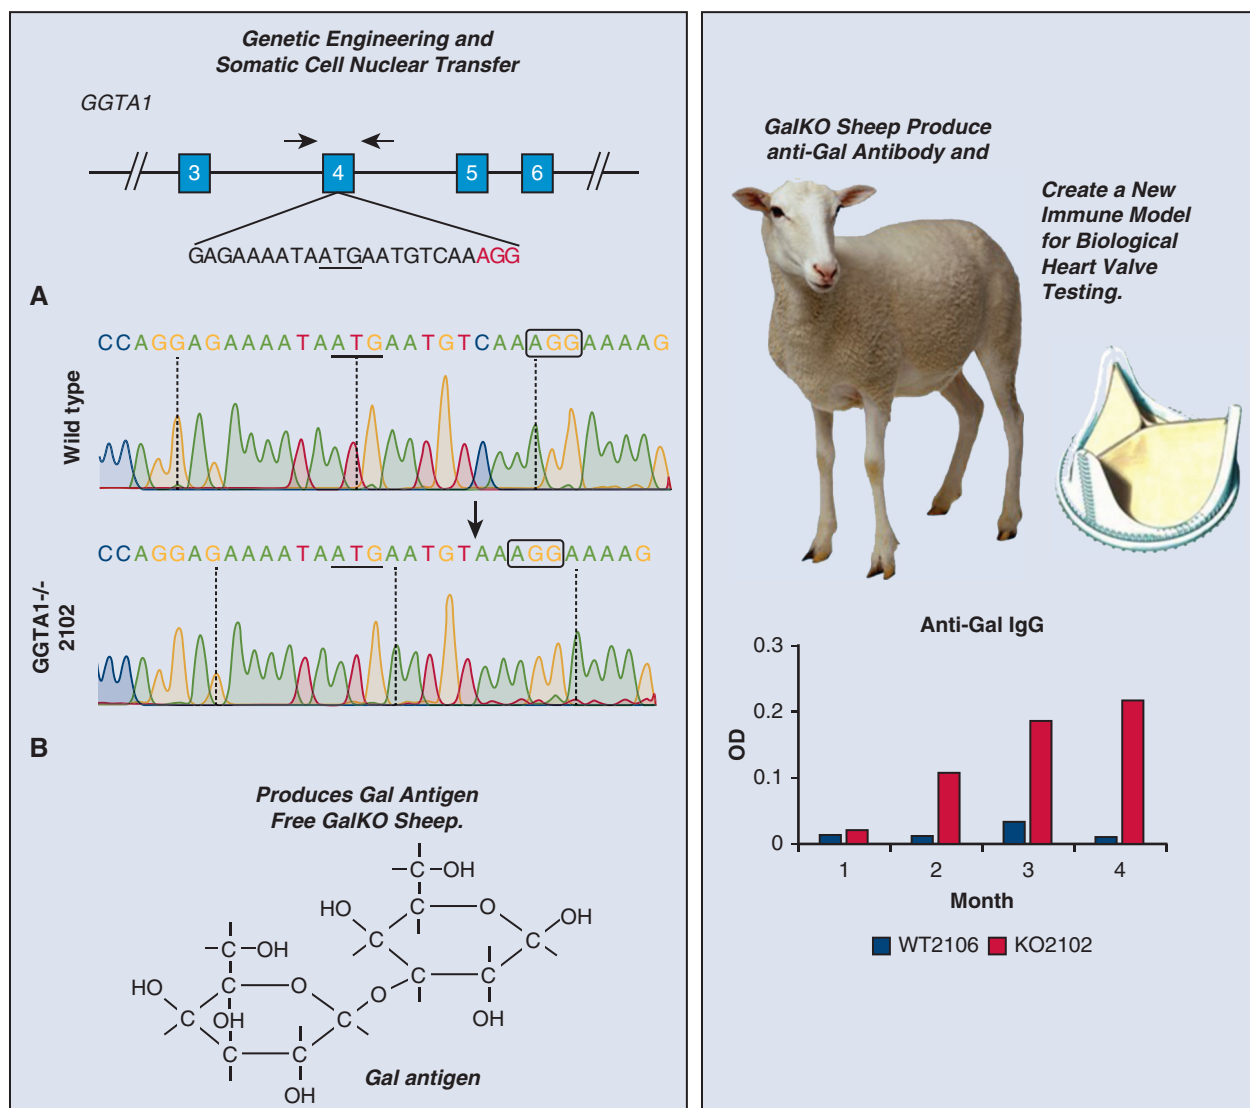 Genetic Engineering and
Somatic Cell Nuclear Transfer
GGTA1
3 4 5 6
GAGAAAATAATGAATGTCAAAGG
A
CCAGGAGAAAATAATGAATGTCAAAGGAAAAG
Wild type
CCAGGAGAAAATAATGAATGTAAAGGAAAAG
GGTA1-/-
2102
B
Produces Gal Antigen
Free GalKO Sheep.
C OH
HO C O OH
C C
C OH C C
HO C O O OH
C OH C
C C
OH
Gal antigen
GalKO Sheep Produce
anti-Gal Antibody and
Create a New
Immune Model
for Biological
Heart Valve
Testing.
Anti-Gal IgG
0.3
0.2
0.1
0
OD
1 2 3 4
Month
WT2106 KO2102